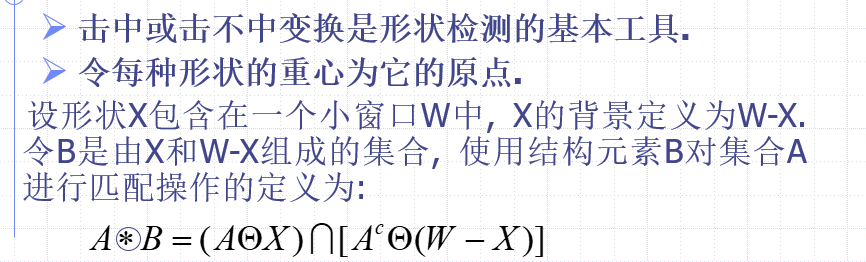 击中或击不中变换是形状检测的基本工具.
令每种形状的重心为它的原点.
设形状X包含在一个小窗口W中, X的背景定义为W-X.
令B是由X和W-X组成的集合, 使用结构元素B对集合A
进行匹配操作的定义为:
A⊛B = (AΘX)⋂[AᶜΘ(W − X)]